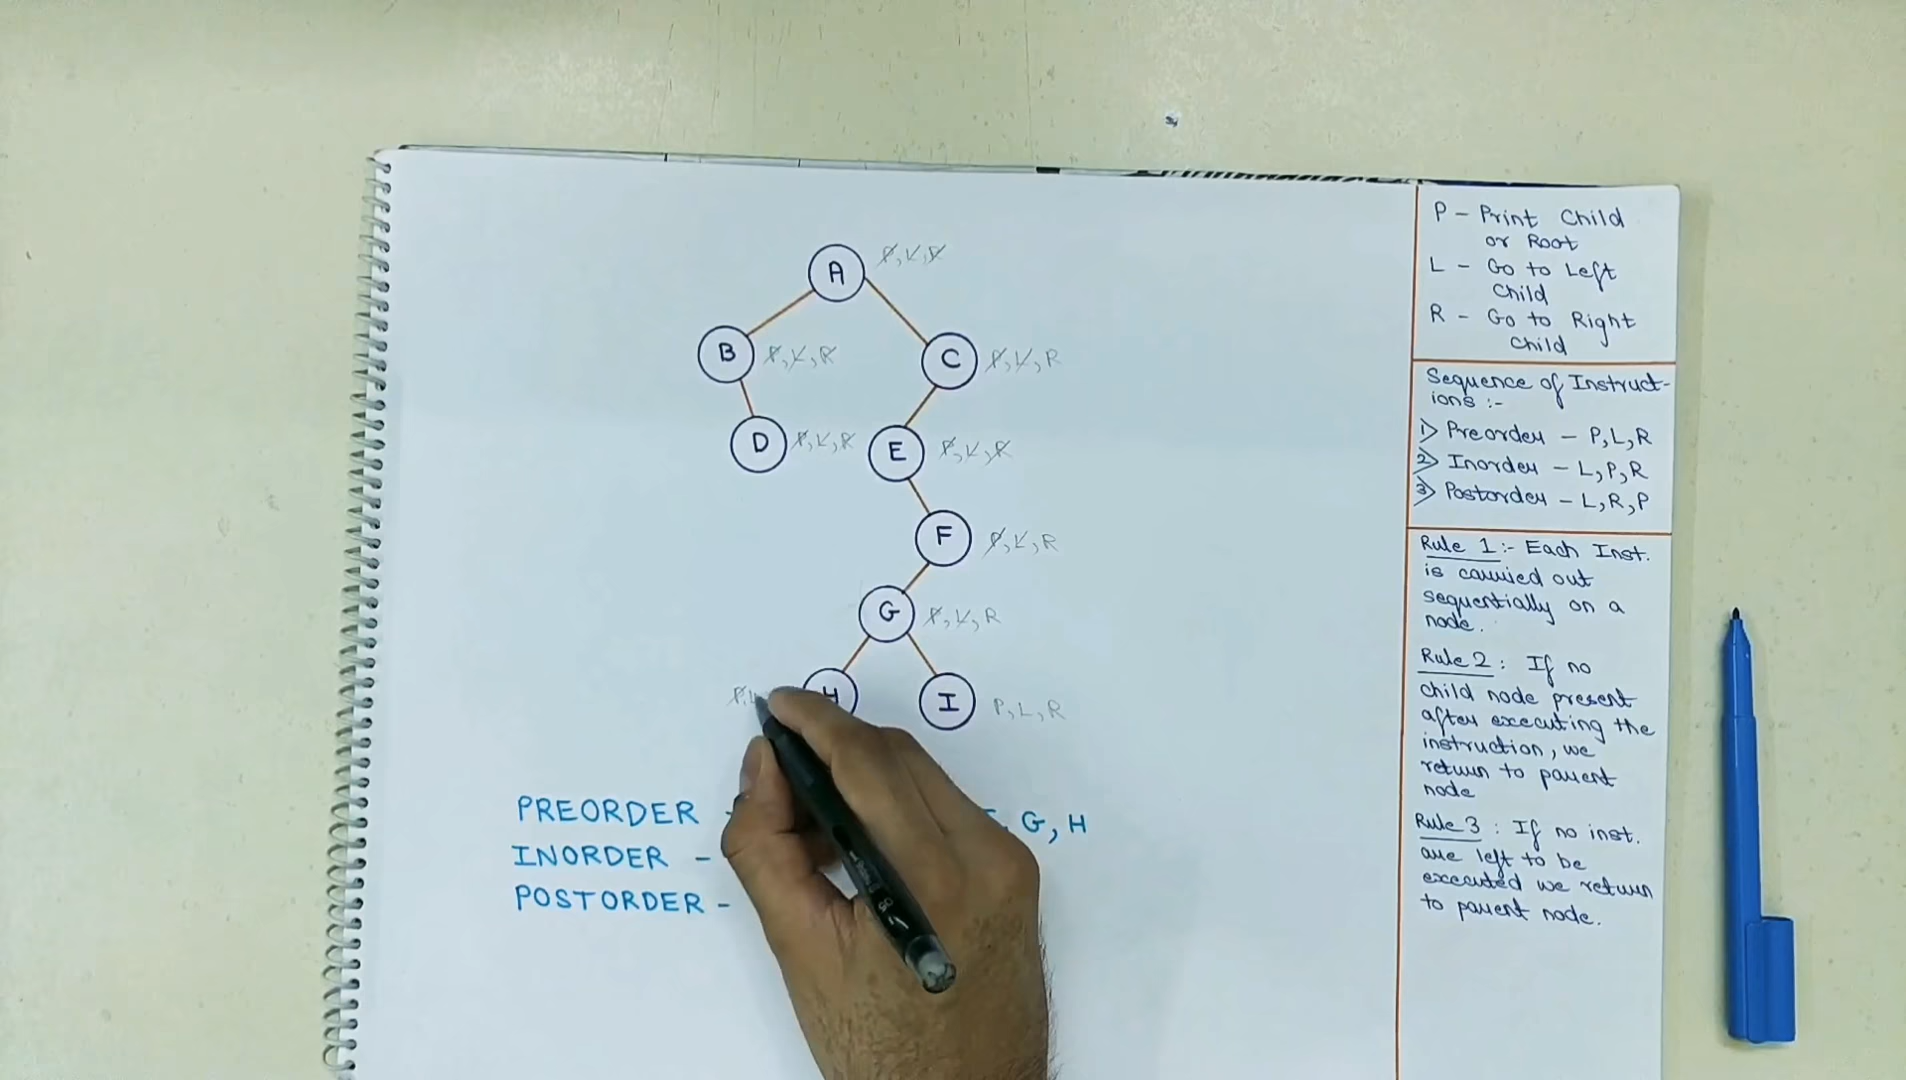 A P, L, R
B P, L, R
C P, L, R
D P, L, R
E P, L, R
F P, L, R
G P, L, R
H P, L
I P, L, R
PREORDER -
G, H
INORDER -
POSTORDER -
P - Print Child
or Root
L - Go to Left
Child
R - Go to Right
Child
Sequence of Instruct-
ions :-
1> Preorder - P,L,R
2> Inorder - L,P,R
3> Postorder - L,R,P
Rule 1:- Each Inst.
is carried out
sequentially on a
node.
Rule 2: If no
child node present
after executing the
instruction, we
return to parent
node
Rule 3: If no inst.
are left to be
executed we return
to parent node.